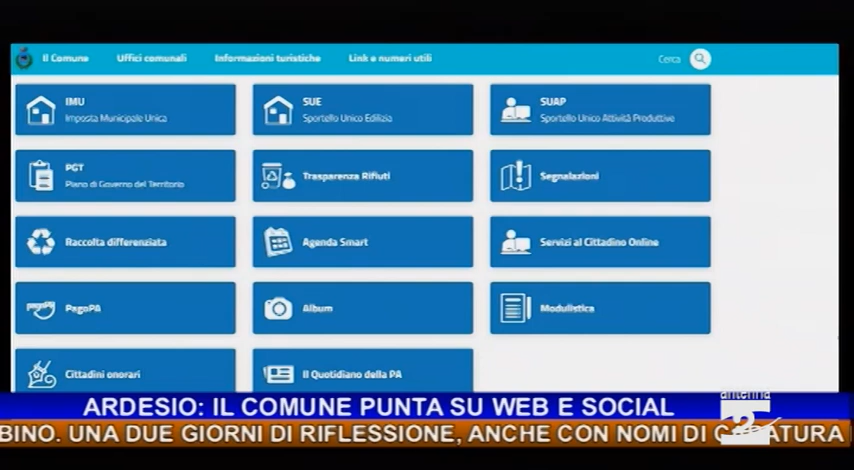 Il Comune Uffici comunali Informazioni turistiche Link e numeri utili Cerca
IMU
Imposta Municipale Unica
SUE
Sportello Unico Edilizia
SUAP
Sportello Unico Attività Produttive
PGT
Piano di Governo del Territorio
Trasparenza Rifiuti
Segnalazioni
Raccolta differenziata
Agenda Smart
Servizi al Cittadino Online
pagoPA
PagoPA
Album
Modulistica
Cittadini onorari
Il Quotidiano della PA
ARDESIO: IL COMUNE PUNTA SU WEB E SOCIAL
antenna
2
BINO. UNA DUE GIORNI DI RIFLESSIONE, ANCHE CON NOMI DI